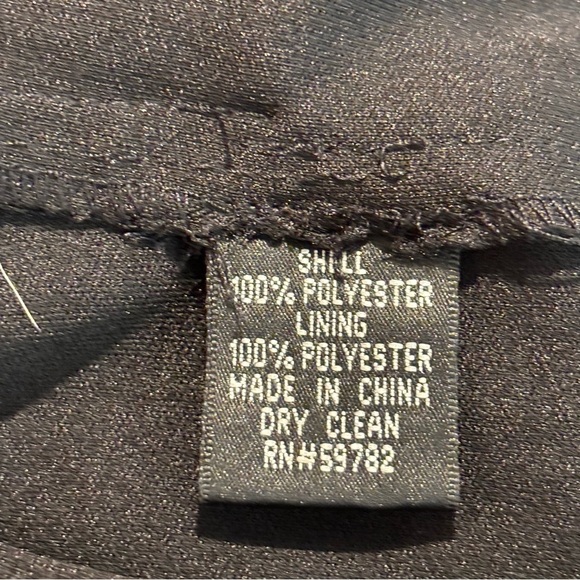 SHELL
100% POLYESTER
LINING
100% POLYESTER
MADE IN CHINA
DRY CLEAN
RN#59782